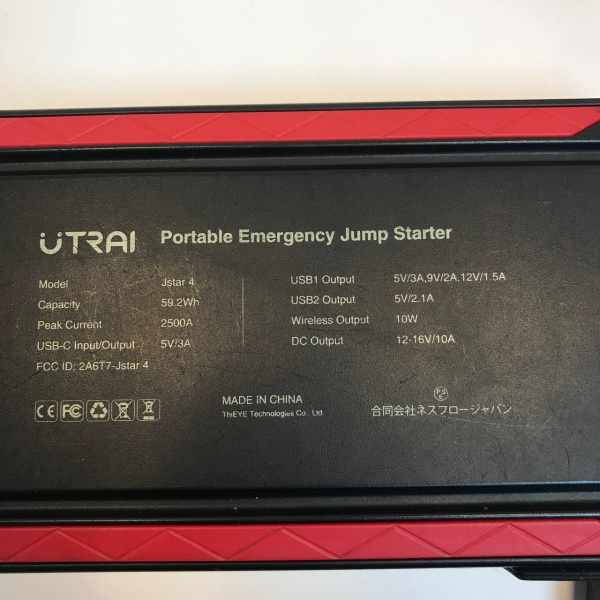 UTRAI Portable Emergency Jump Starter
Model Jstar 4
Capacity 59.2Wh
Peak Current 2500A
USB-C Input/Output 5V/3A
FCC ID: 2A6T7-Jstar 4
USB1 Output 5V/3A,9V/2A,12V/1.5A
USB2 Output 5V/2.1A
Wireless Output 10W
DC Output 12-16V/10A
CE FC
MADE IN CHINA
ThiEYE Technologies Co., Ltd.
PSE
合同会社ネスフロージャパン